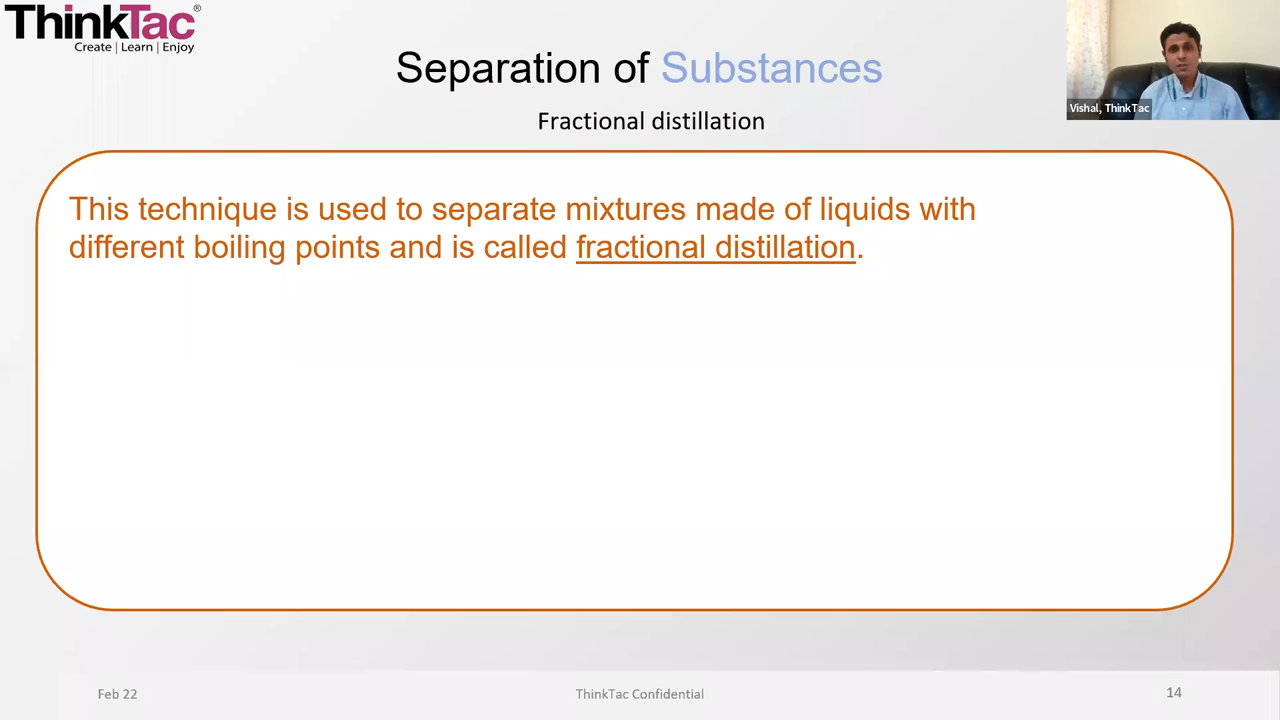 ThinkTac®
Create | Learn | Enjoy
Separation of Substances
Fractional distillation
Vishal, ThinkTac
This technique is used to separate mixtures made of liquids with
different boiling points and is called fractional distillation.
Feb 22
ThinkTac Confidential
14